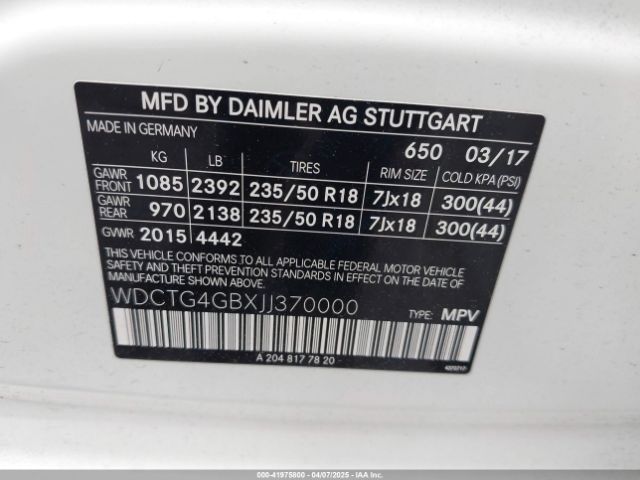 MFD BY DAIMLER AG STUTTGART
MADE IN GERMANY
650 03/17
KG LB TIRES RIM SIZE COLD KPA (PSI)
GAWR FRONT 1085 2392 235/50 R18 7Jx18 300(44)
GAWR REAR 970 2138 235/50 R18 7Jx18 300(44)
GVWR 2015 4442
THIS VEHICLE CONFORMS TO ALL APPLICABLE FEDERAL MOTOR VEHICLE
SAFETY AND THEFT PREVENTION STANDARDS IN EFFECT ON THE DATE
OF MANUFACTURE SHOWN ABOVE.
WDCTG4GBXJJ370000 TYPE: MPV
A 204 817 78 20
000-41975800 - 04/07/2025 - IAAI.COM